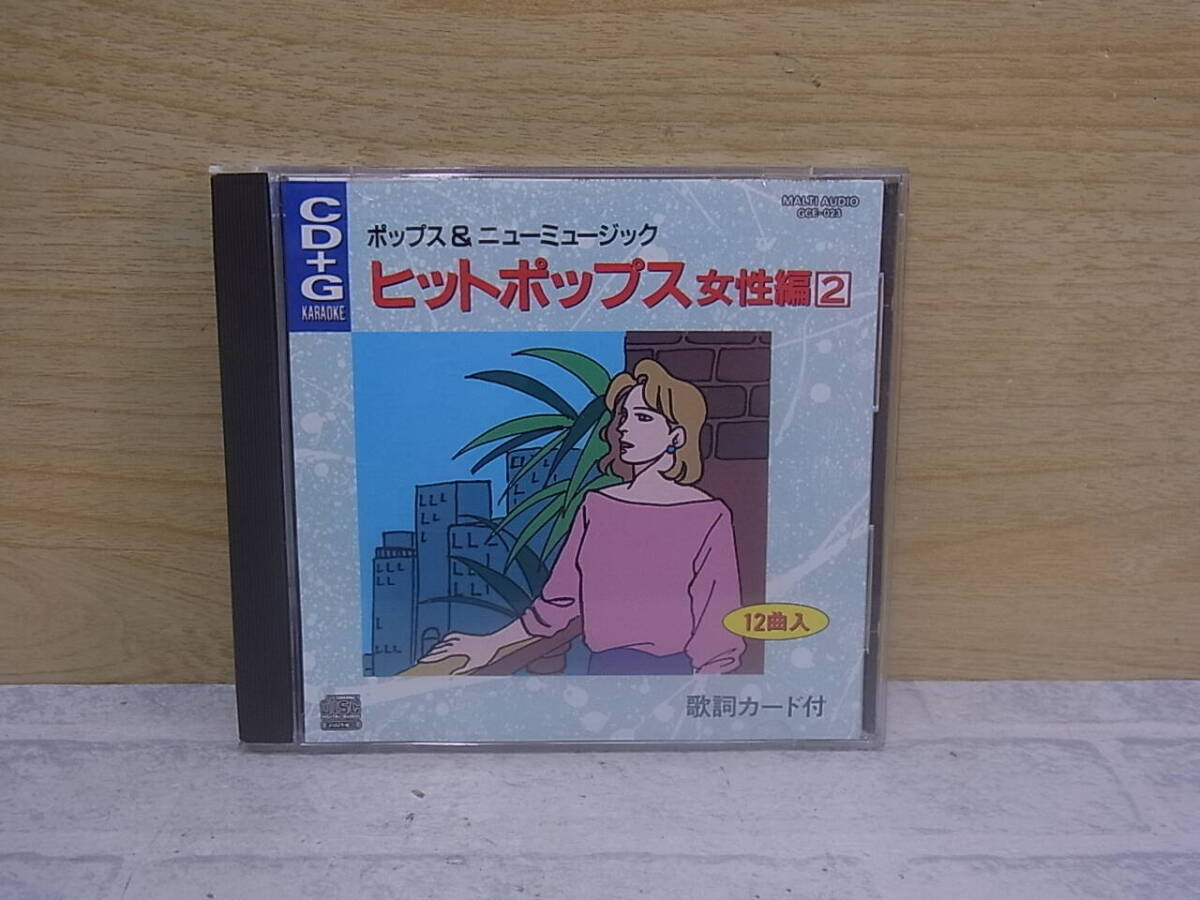 CD+G
KARAOKE
MALTI AUDIO
GCE-023
ポップス&ニューミュージック
ヒットポップス 女性編 2
12曲入
歌詞カード付